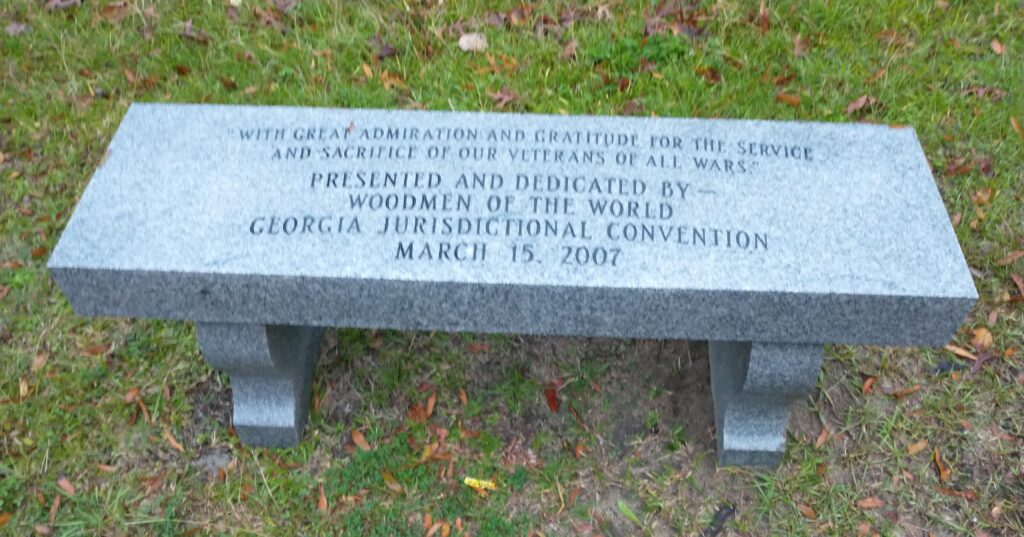 "WITH GREAT ADMIRATION AND GRATITUDE FOR THE SERVICE
AND SACRIFICE OF OUR VETERANS OF ALL WARS."
PRESENTED AND DEDICATED BY —
WOODMEN OF THE WORLD
GEORGIA JURISDICTIONAL CONVENTION
MARCH 15, 2007